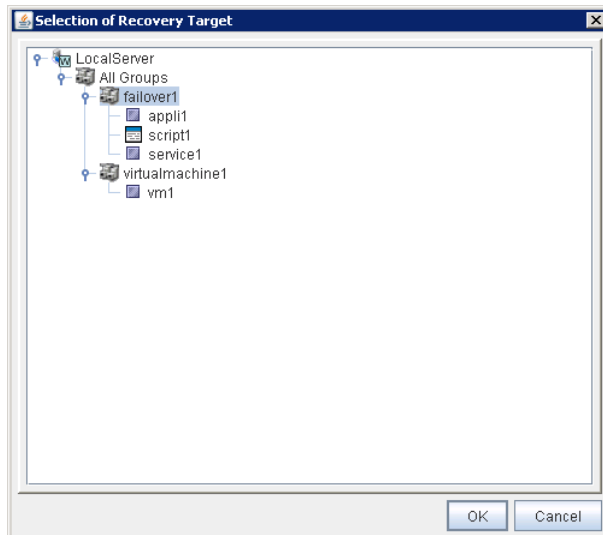 Selection of Recovery Target
LocalServer
All Groups
failover1
appli1
script1
service1
virtualmachine1
vm1
OK Cancel